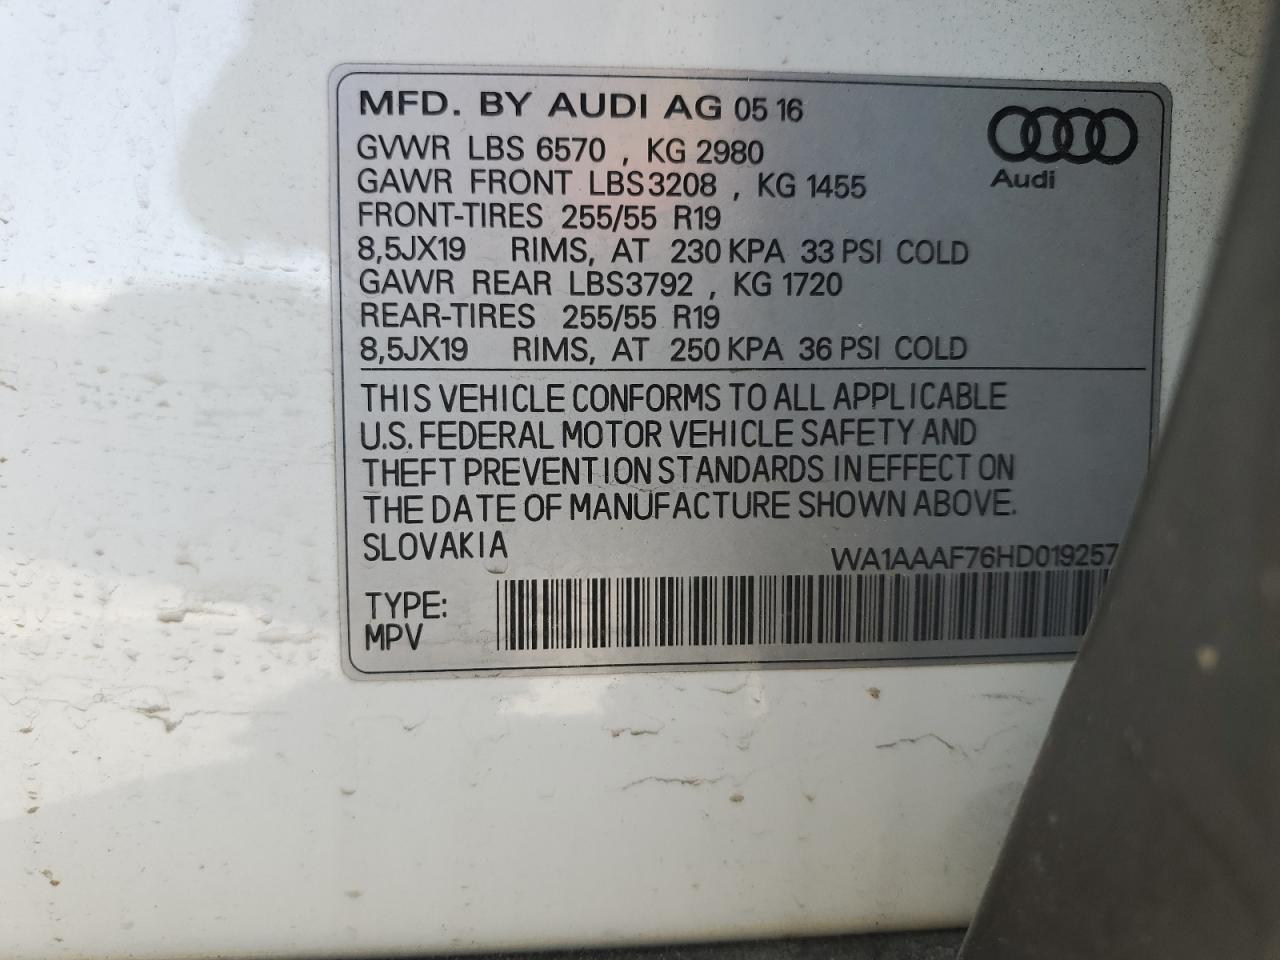 MFD. BY AUDI AG 05 16
GVWR LBS 6570 , KG 2980
GAWR FRONT LBS3208 , KG 1455
FRONT-TIRES 255/55 R19
8,5JX19 RIMS, AT 230 KPA 33 PSI COLD
GAWR REAR LBS3792 , KG 1720
REAR-TIRES 255/55 R19
8,5JX19 RIMS, AT 250 KPA 36 PSI COLD
Audi
THIS VEHICLE CONFORMS TO ALL APPLICABLE
U.S. FEDERAL MOTOR VEHICLE SAFETY AND
THEFT PREVENTION STANDARDS IN EFFECT ON
THE DATE OF MANUFACTURE SHOWN ABOVE.
SLOVAKIA
WA1AAAF76HD019257
TYPE:
MPV